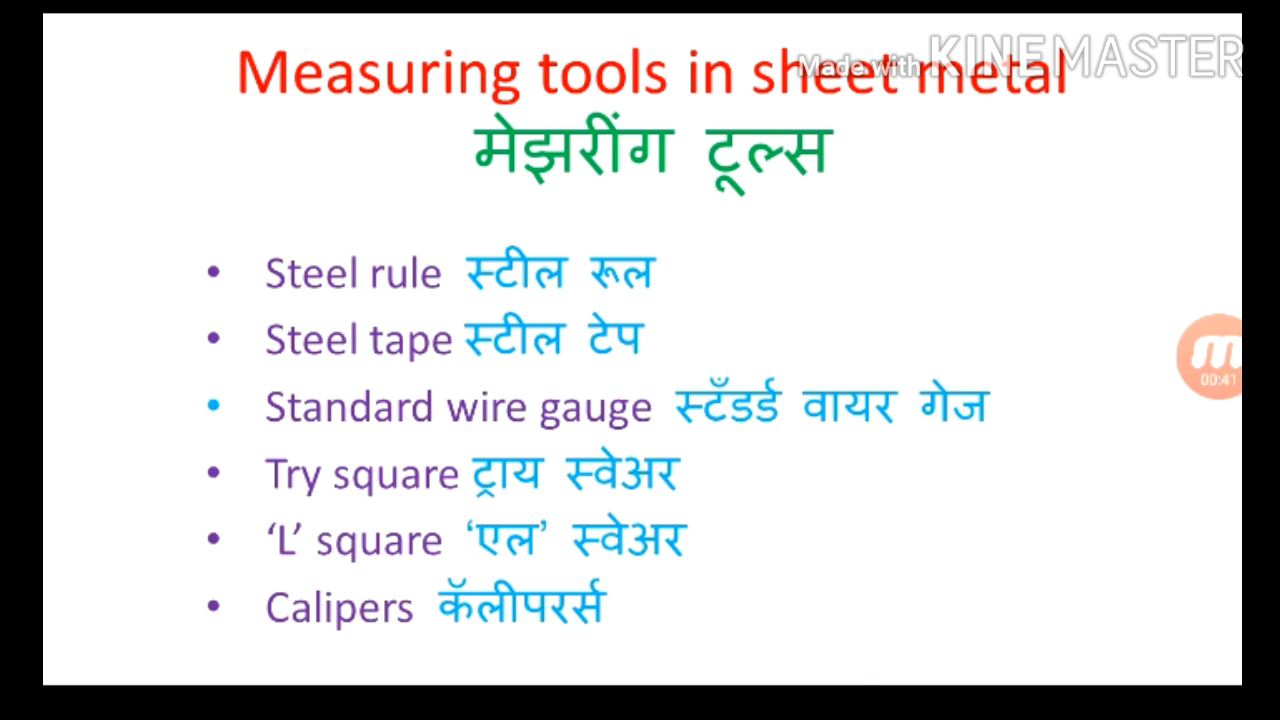 Made with KINEMASTER
Measuring tools in sheet metal
मेझरींग टूल्स
• Steel rule स्टील रूल
• Steel tape स्टील टेप
• Standard wire gauge स्टँडर्ड वायर गेज
• Try square ट्राय स्वेअर
• ‘L’ square ‘एल’ स्वेअर
• Calipers कॅलीपरर्स
00:41